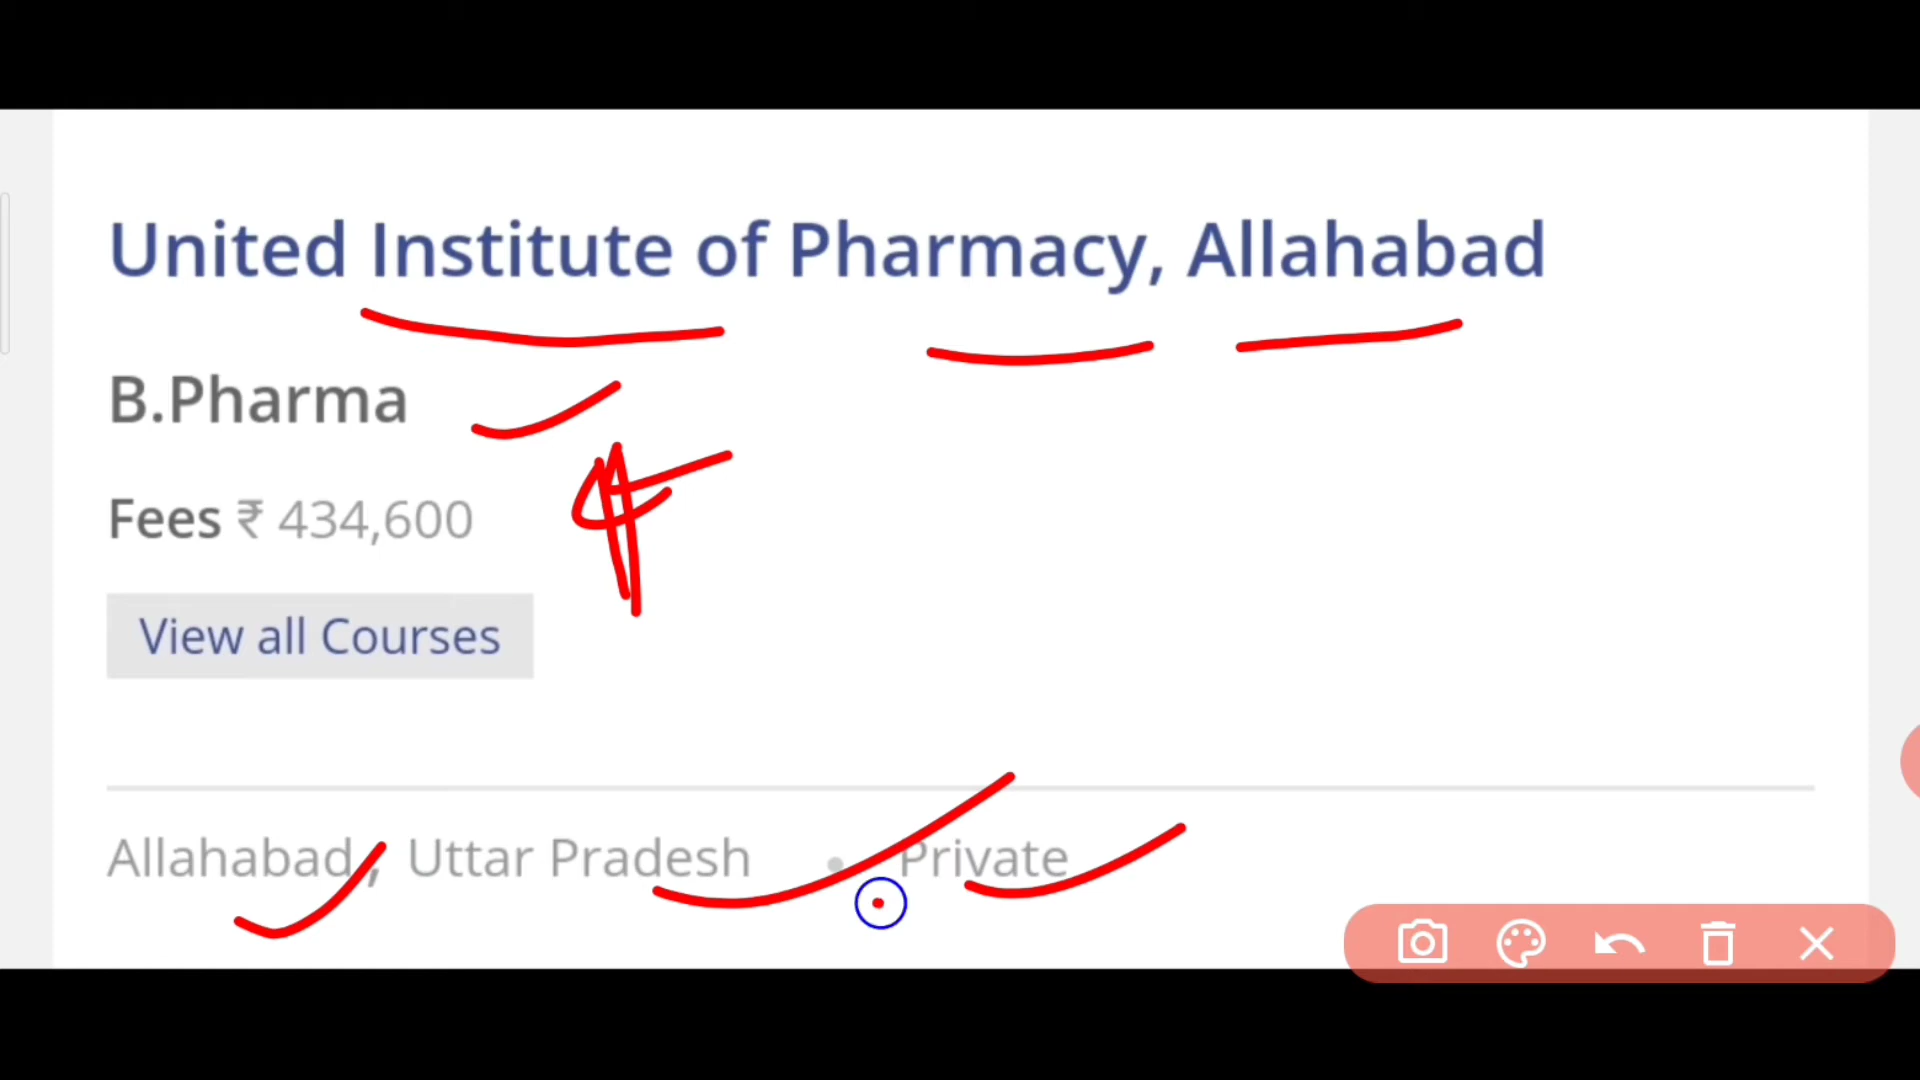 United Institute of Pharmacy, Allahabad
B.Pharma
Fees ₹ 434,600
View all Courses
Allahabad, Uttar Pradesh • Private